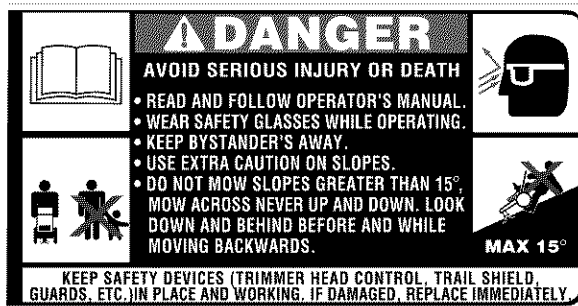 DANGER
AVOID SERIOUS INJURY OR DEATH
• READ AND FOLLOW OPERATOR'S MANUAL.
• WEAR SAFETY GLASSES WHILE OPERATING.
• KEEP BYSTANDER'S AWAY.
• USE EXTRA CAUTION ON SLOPES.
• DO NOT MOW SLOPES GREATER THAN 15°,
MOW ACROSS NEVER UP AND DOWN. LOOK
DOWN AND BEHIND BEFORE AND WHILE
MOVING BACKWARDS.
MAX 15°
KEEP SAFETY DEVICES (TRIMMER HEAD CONTROL, TRAIL SHIELD,
GUARDS, ETC.)IN PLACE AND WORKING. IF DAMAGED, REPLACE IMMEDIATELY.